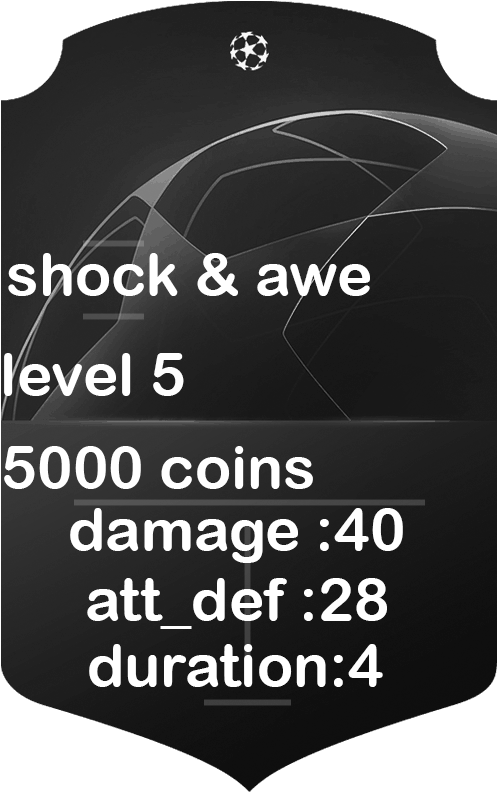 shock & awe
level 5
5000 coins
damage :40
att_def :28
duration:4